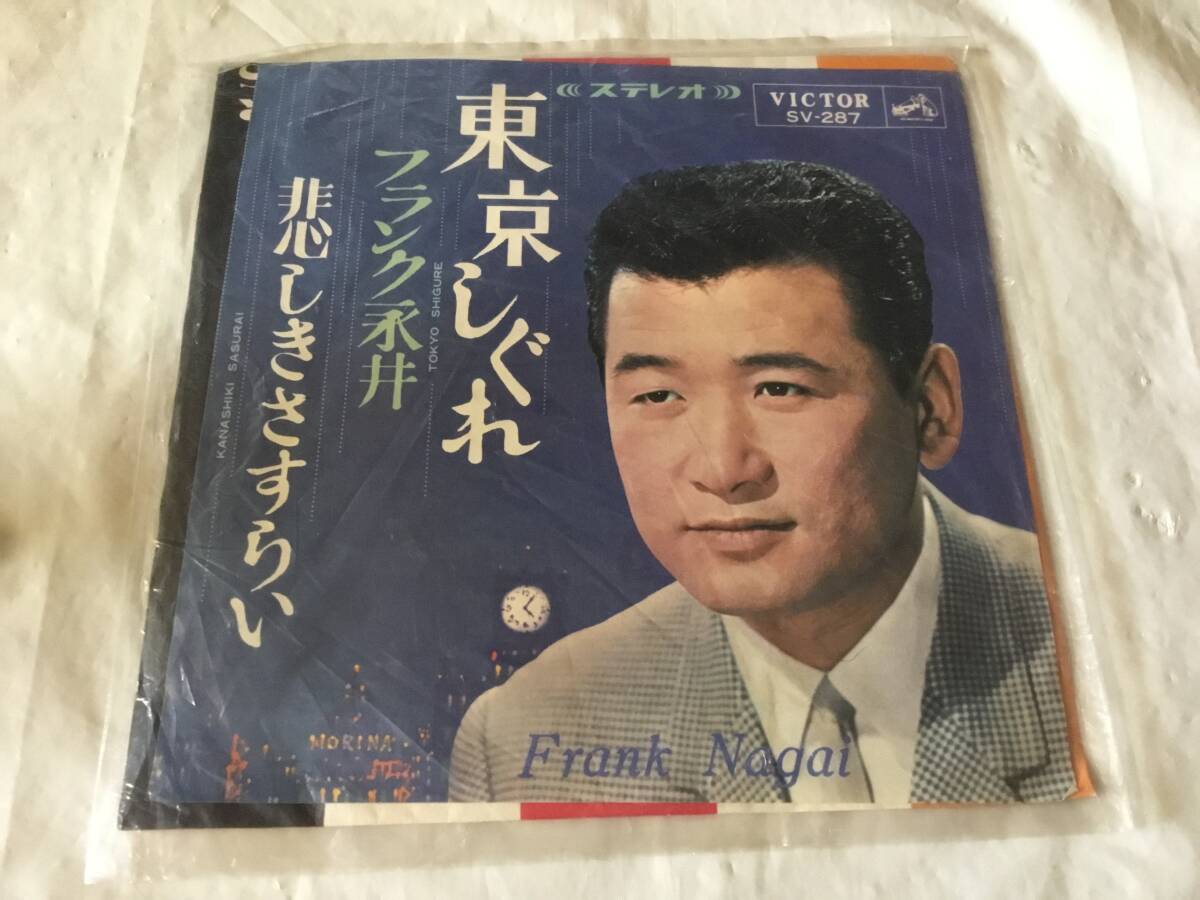 ステレオ
VICTOR
SV-287
東京しぐれ
TOKYO SHIGURE
フランク永井
悲しきさすらい
KANASHIKI SASURAI
MORINA
Frank Nagai